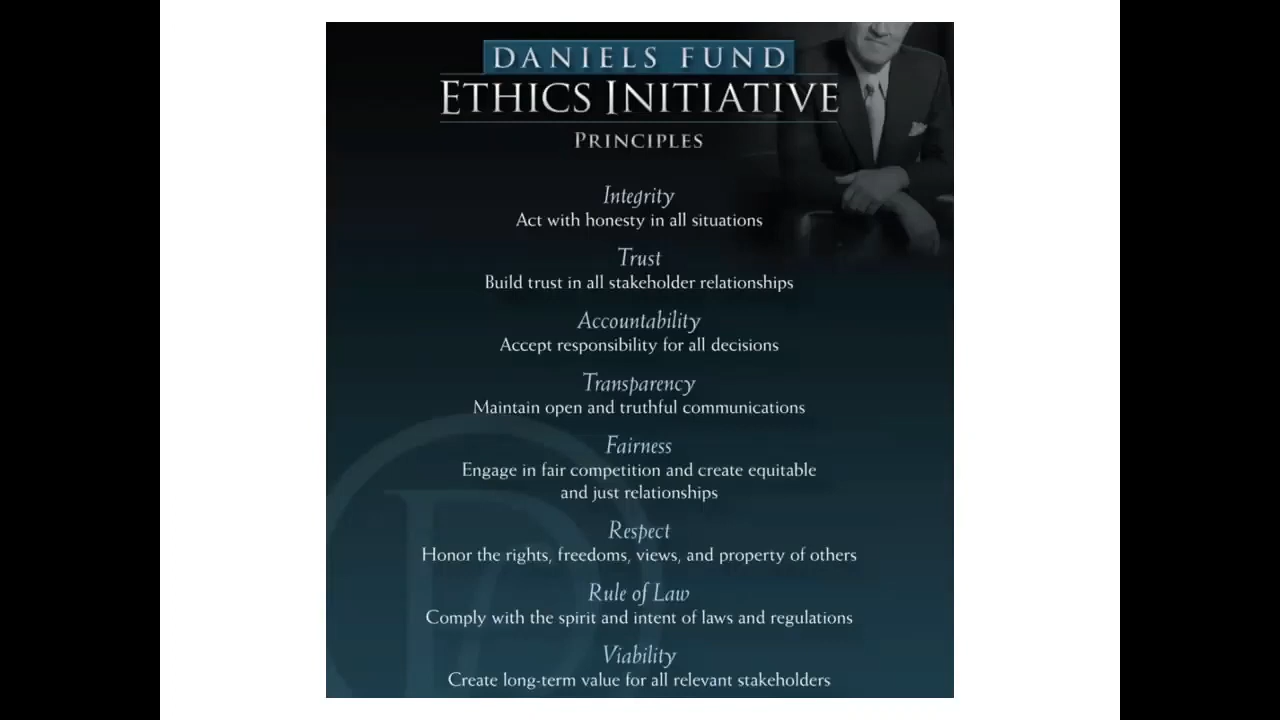 DANIELS FUND
ETHICS INITIATIVE
PRINCIPLES
Integrity
Act with honesty in all situations
Trust
Build trust in all stakeholder relationships
Accountability
Accept responsibility for all decisions
Transparency
Maintain open and truthful communications
Fairness
Engage in fair competition and create equitable
and just relationships
Respect
Honor the rights, freedoms, views, and property of others
Rule of Law
Comply with the spirit and intent of laws and regulations
Viability
Create long-term value for all relevant stakeholders